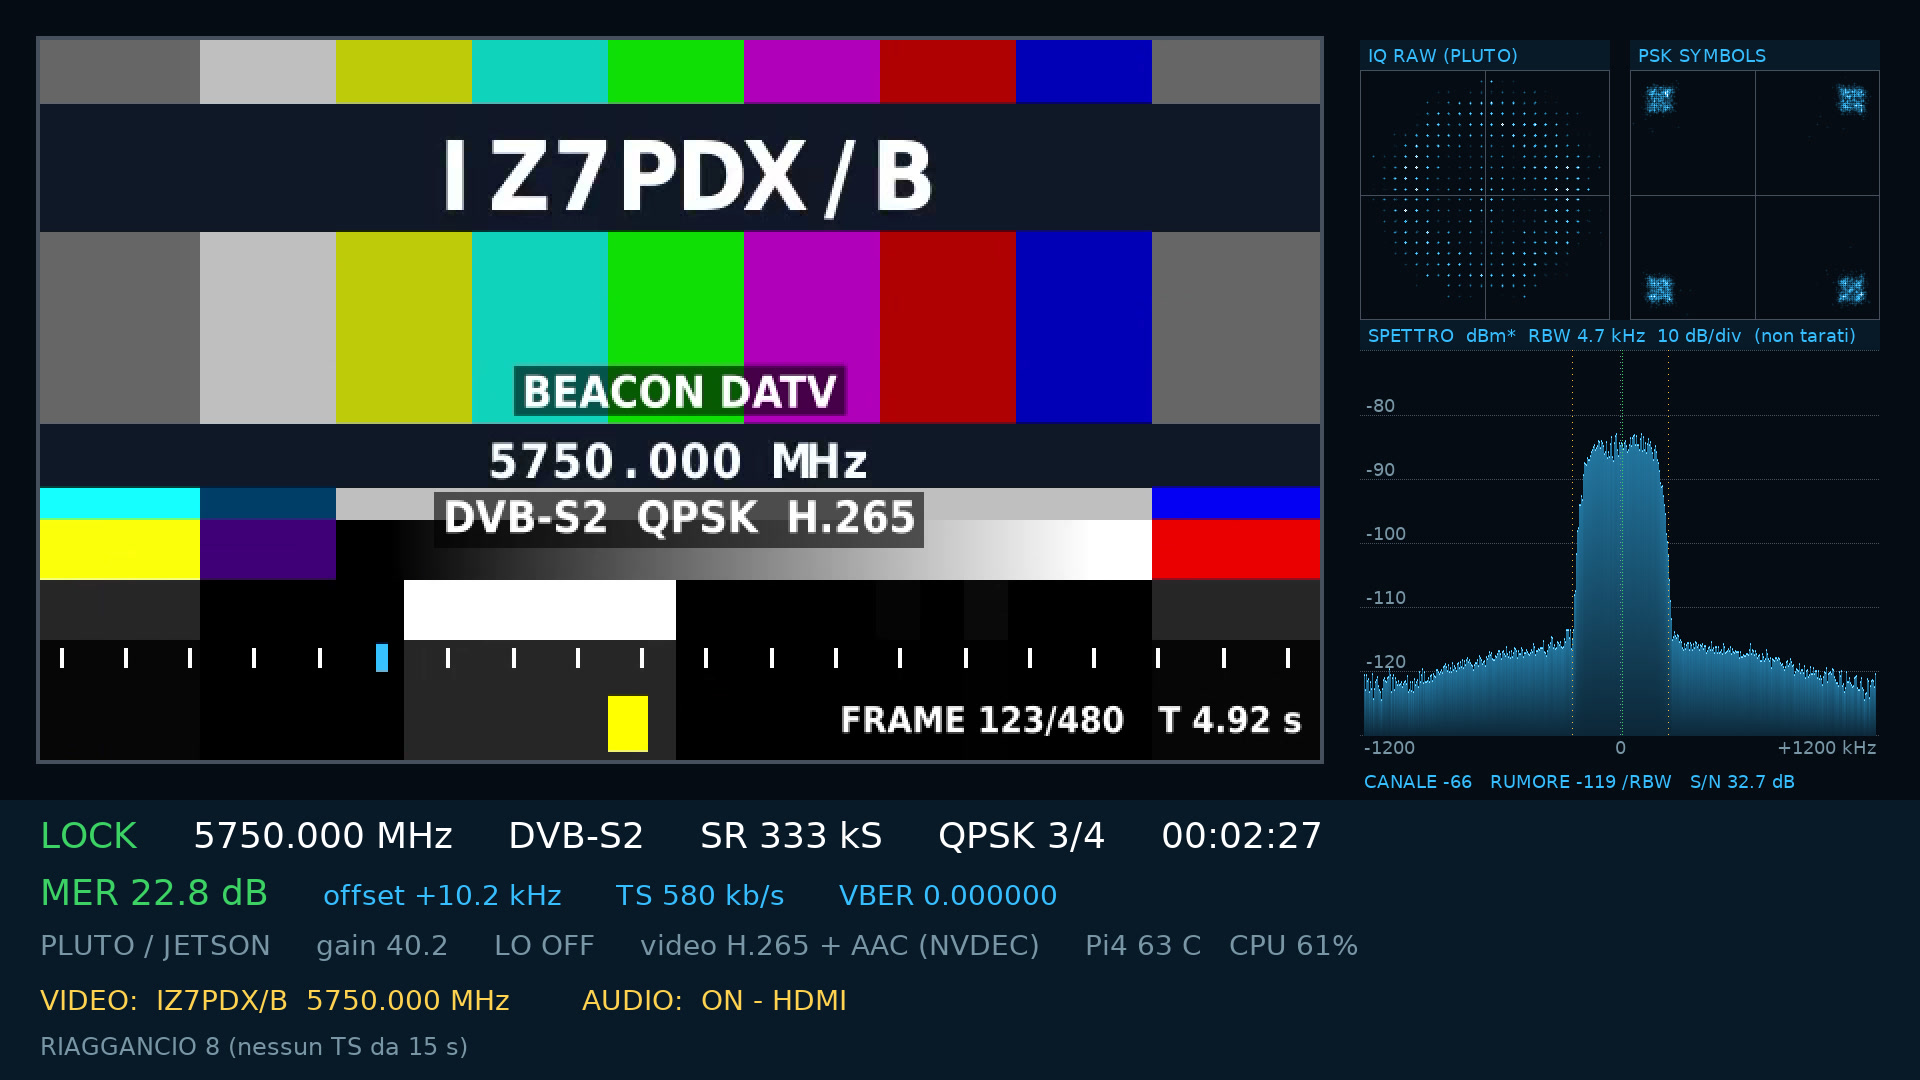 IQ RAW (PLUTO)
PSK SYMBOLS
IZ7PDX/B
BEACON DATV
5750.000 MHz
DVB-S2 QPSK H.265
FRAME 123/480 T 4.92 s
SPETTRO dBm* RBW 4.7 kHz 10 dB/div (non tarati)
-80
-90
-100
-110
-120
-1200 0 +1200 kHz
CANALE -66 RUMORE -119 /RBW S/N 32.7 dB
LOCK 5750.000 MHz DVB-S2 SR 333 kS QPSK 3/4 00:02:27
MER 22.8 dB offset +10.2 kHz TS 580 kb/s VBER 0.000000
PLUTO / JETSON gain 40.2 LO OFF video H.265 + AAC (NVDEC) Pi4 63 C CPU 61%
VIDEO: IZ7PDX/B 5750.000 MHz AUDIO: ON - HDMI
RIAGGANCIO 8 (nessun TS da 15 s)